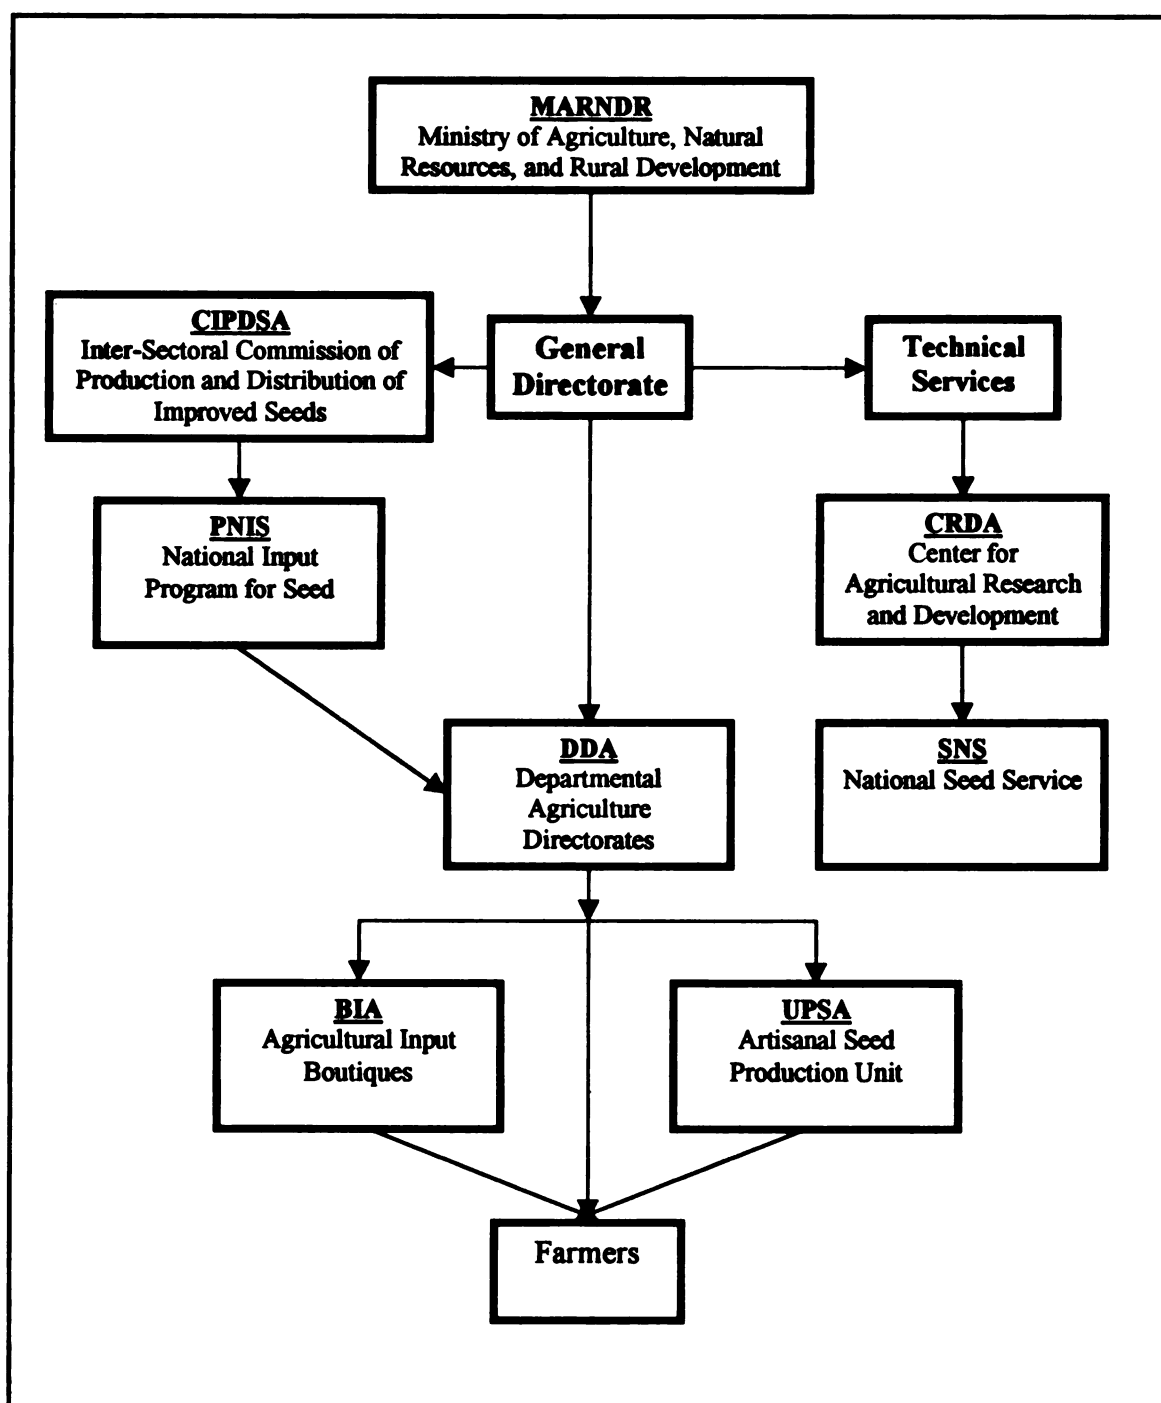 MARNDR
Ministry of Agriculture, Natural
Resources, and Rural Development
CIPDSA
Inter-Sectoral Commission of
Production and Distribution of
Improved Seeds
General
Directorate
Technical
Services
PNIS
National Input
Program for Seed
CRDA
Center for
Agricultural Research
and Development
DDA
Departmental
Agriculture
Directorates
SNS
National Seed Service
BIA
Agricultural Input
Boutiques
UPSA
Artisanal Seed
Production Unit
Farmers